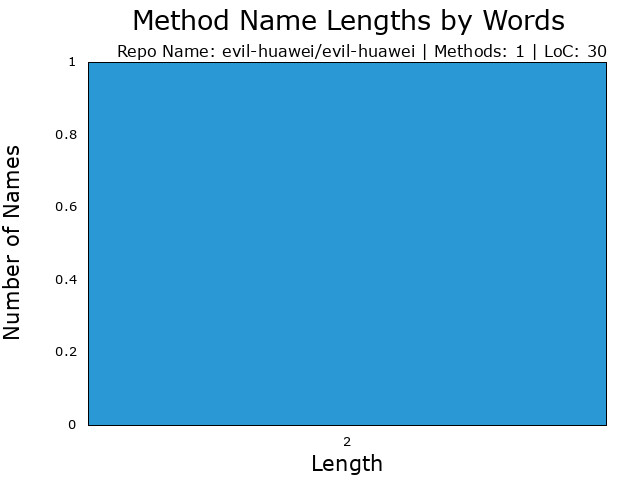 Method Name Lengths by Words
Repo Name: evil-huawei/evil-huawei | Methods: 1 | LoC: 30
Number of Names
1
0.8
0.6
0.4
0.2
0
2
Length